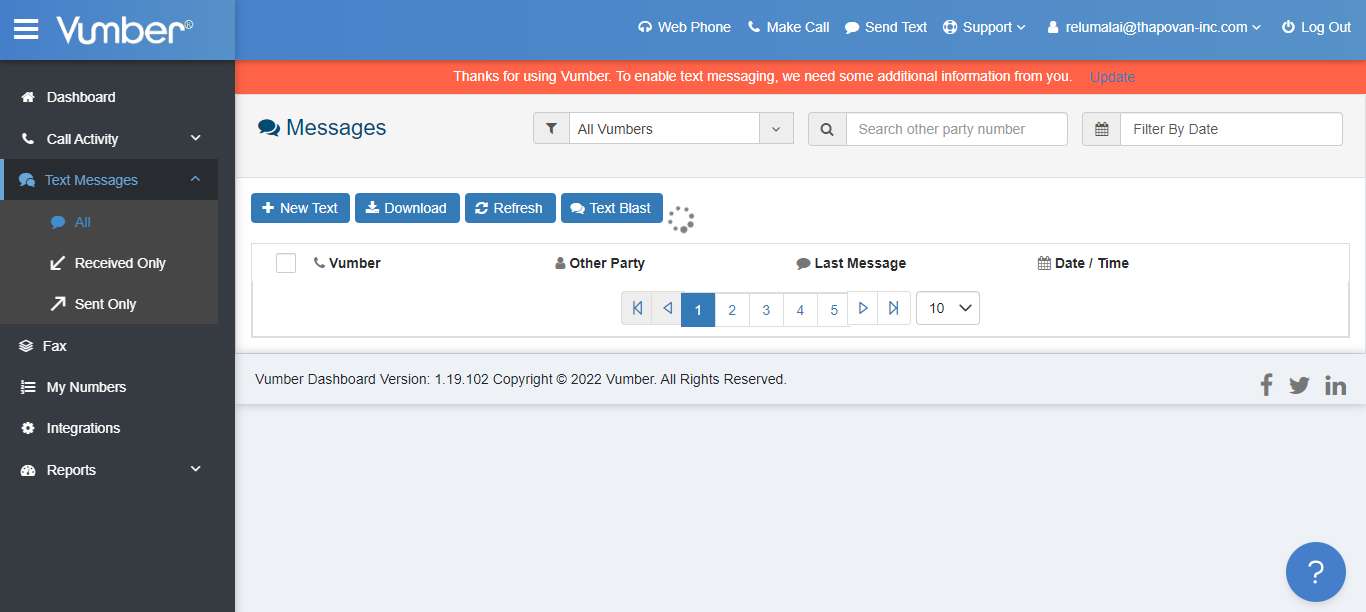 Vumber®
Web Phone
Make Call
Send Text
Support
relumalai@thapovan-inc.com
Log Out
Thanks for using Vumber. To enable text messaging, we need some additional information from you. Update
Dashboard
Call Activity
Text Messages
All
Received Only
Sent Only
Fax
My Numbers
Integrations
Reports
Messages
All Vumbers
Search other party number
Filter By Date
New Text
Download
Refresh
Text Blast
Vumber
Other Party
Last Message
Date / Time
1 2 3 4 5
10
Vumber Dashboard Version: 1.19.102 Copyright © 2022 Vumber. All Rights Reserved.
?